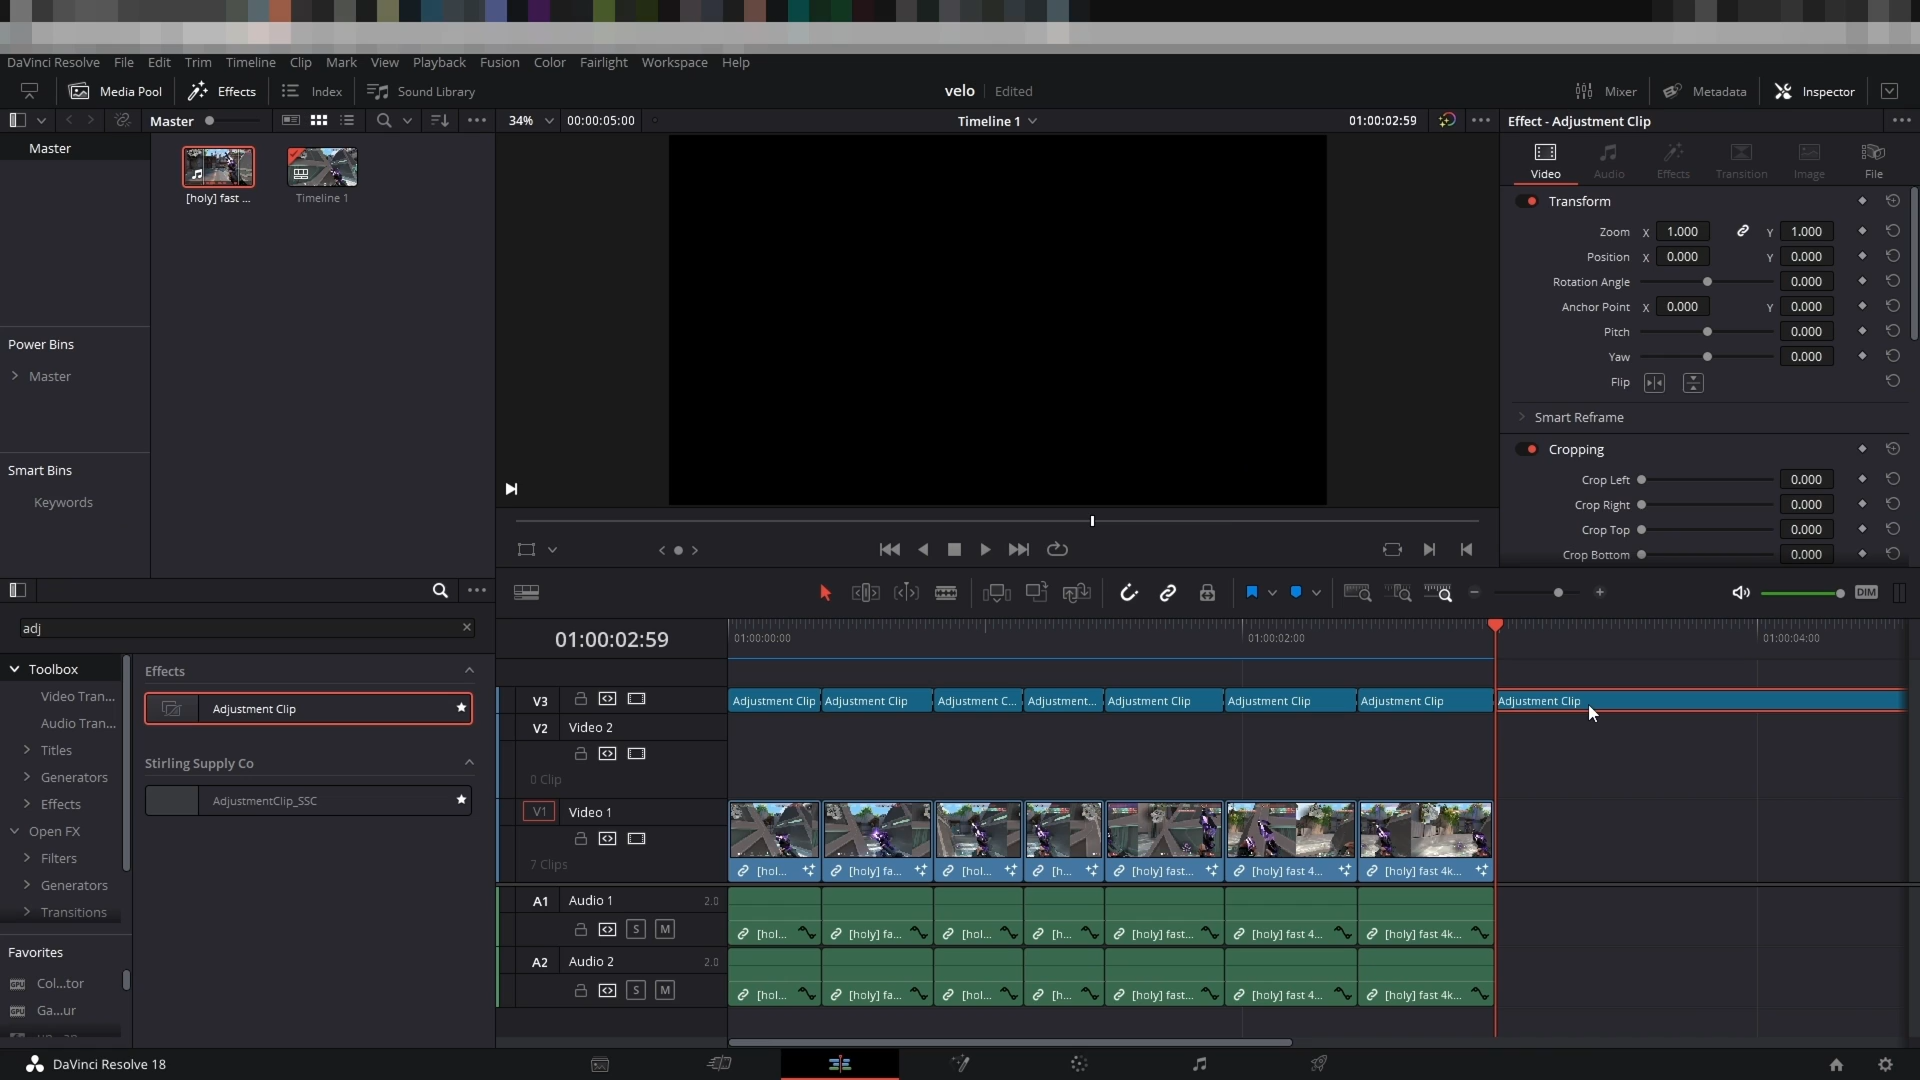 DaVinci Resolve File Edit Trim Timeline Clip Mark View Playback Fusion Color Fairlight Workspace Help
Media Pool Effects Index Sound Library velo Edited Mixer Metadata Inspector
Master 34% 00:00:05:00 Timeline 1 01:00:02:59 Effect - Adjustment Clip
Master
[holy] fast ... Timeline 1
Power Bins
Master
Smart Bins
Keywords
Video Audio Effects Transition Image File
Transform
Zoom X 1.000 Y 1.000
Position X 0.000 Y 0.000
Rotation Angle 0.000
Anchor Point X 0.000 Y 0.000
Pitch 0.000
Yaw 0.000
Flip
Smart Reframe
Cropping
Crop Left 0.000
Crop Right 0.000
Crop Top 0.000
Crop Bottom 0.000
DIM
adj
Toolbox
Video Tran...
Audio Tran...
Titles
Generators
Effects
Open FX
Filters
Generators
Transitions
Favorites
Col...tor
Ga...ur
Effects
Adjustment Clip
Stirling Supply Co
AdjustmentClip_SSC
01:00:02:59 01:00:00:00 01:00:02:00 01:00:04:00
V3 Adjustment Clip Adjustment Clip Adjustment C... Adjustment... Adjustment Clip Adjustment Clip Adjustment Clip Adjustment Clip
V2 Video 2
0 Clip
V1 Video 1
7 Clips
[hol... [holy] fa... [hol... [h... [holy] fast... [holy] fast 4... [holy] fast 4k...
A1 Audio 1 2.0
S M
[hol... [holy] fa... [hol... [h... [holy] fast... [holy] fast 4... [holy] fast 4k...
A2 Audio 2 2.0
S M
[hol... [holy] fa... [hol... [h... [holy] fast... [holy] fast 4... [holy] fast 4k...
DaVinci Resolve 18